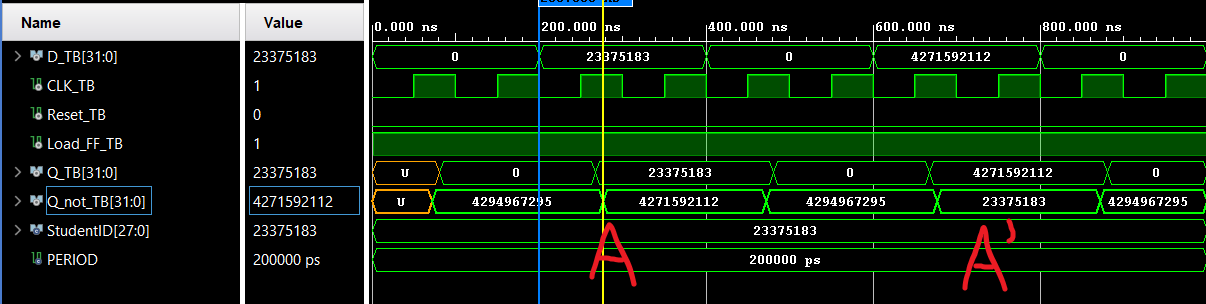 Name Value
0.000 ns 200.000 ns 400.000 ns 600.000 ns 800.000 ns
D_TB[31:0] 23375183 0 23375183 0 4271592112 0
CLK_TB 1
Reset_TB 0
Load_FF_TB 1
Q_TB[31:0] 23375183 U 0 23375183 0 4271592112 0
Q_not_TB[31:0] 4271592112 U 4294967295 4271592112 4294967295 23375183 4294967295
StudentID[27:0] 23375183 23375183
PERIOD 200000 ps 200000 ps
A A'